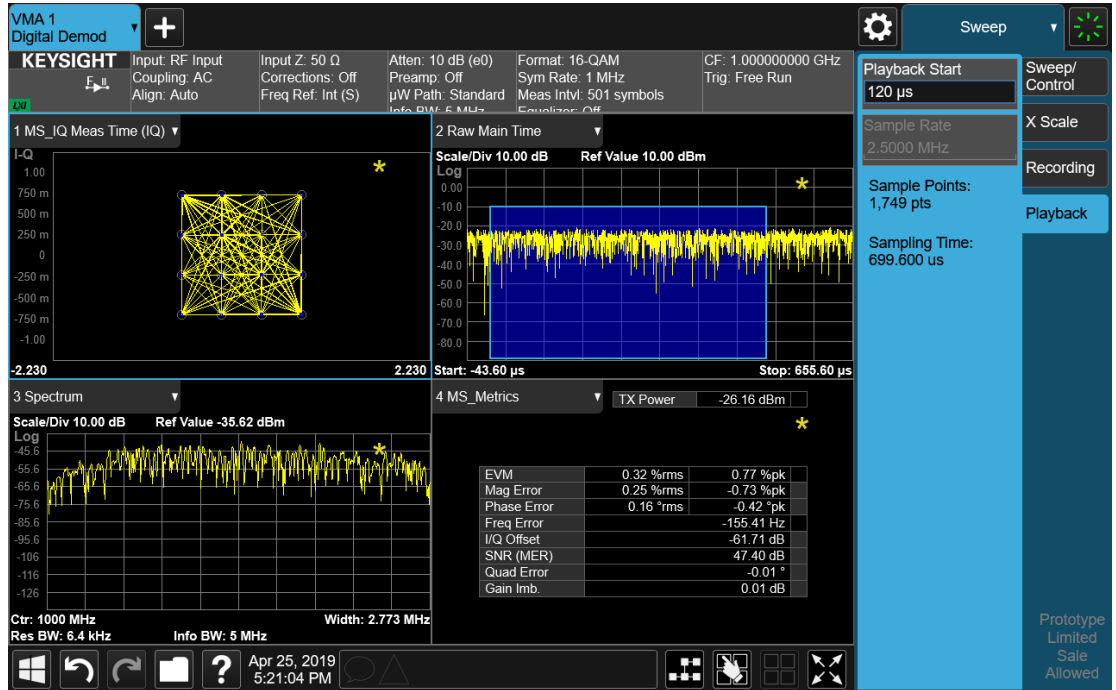 VMA 1
Digital Demod
Sweep
KEYSIGHT
LXI
Input: RF Input
Coupling: AC
Align: Auto
Input Z: 50 Ω
Corrections: Off
Freq Ref: Int (S)
Atten: 10 dB (e0)
Preamp: Off
µW Path: Standard
Info BW: 5 MHz
Format: 16-QAM
Sym Rate: 1 MHz
Meas Intvl: 501 symbols
Equalizer: Off
CF: 1.000000000 GHz
Trig: Free Run
1 MS_IQ Meas Time (IQ)
I-Q
1.00
750 m
500 m
250 m
0
-250 m
-500 m
-750 m
-1.00
-2.230
2.230
2 Raw Main Time
Scale/Div 10.00 dB
Ref Value 10.00 dBm
Log
0.00
-10.0
-20.0
-30.0
-40.0
-50.0
-60.0
-70.0
-80.0
Start: -43.60 µs
Stop: 655.60 µs
3 Spectrum
Scale/Div 10.00 dB
Ref Value -35.62 dBm
Log
-45.6
-55.6
-65.6
-75.6
-85.6
-95.6
-106
-116
-126
Ctr: 1000 MHz
Width: 2.773 MHz
Res BW: 6.4 kHz
Info BW: 5 MHz
4 MS_Metrics
TX Power -26.16 dBm
EVM 0.32 %rms 0.77 %pk
Mag Error 0.25 %rms -0.73 %pk
Phase Error 0.16 °rms -0.42 °pk
Freq Error -155.41 Hz
I/Q Offset -61.71 dB
SNR (MER) 47.40 dB
Quad Error -0.01 °
Gain Imb. 0.01 dB
Playback Start
120 µs
Sample Rate
2.5000 MHz
Sample Points:
1,749 pts
Sampling Time:
699.600 us
Sweep/
Control
X Scale
Recording
Playback
Prototype
Limited
Sale
Allowed
?
Apr 25, 2019
5:21:04 PM